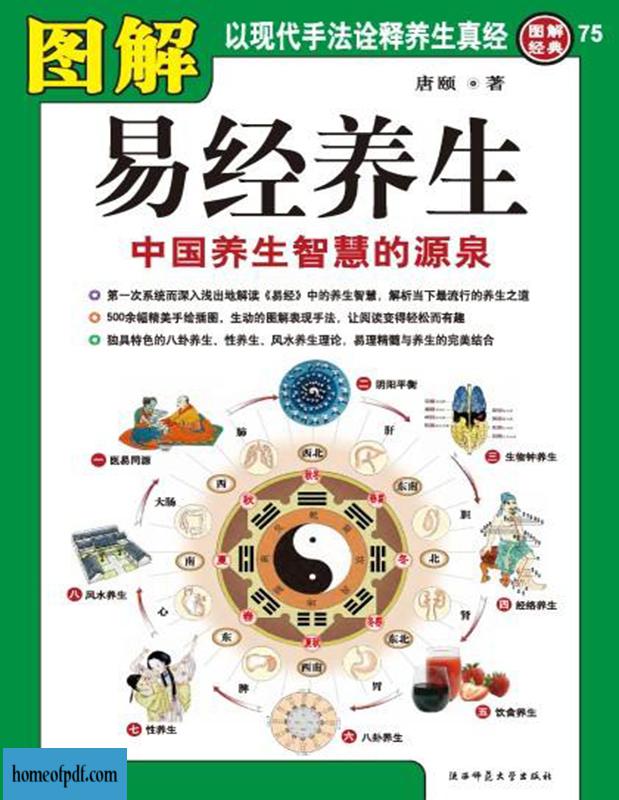 图解
以现代手法诠释养生真经
图解
经典
75
唐颐 著
易经养生
中国养生智慧的源泉
第一次系统而深入浅出地解读《易经》中的养生智慧，解析当下最流行的养生之道
500余幅精美手绘插图、生动的图解表现手法，让阅读变得轻松而有趣
独具特色的八卦养生、性养生、风水养生理论，易理精髓与养生的完美结合
二 阴阳平衡
肺
肝
一 医易同源
西北
三 生物钟养生
秋冬
西
东南
大肠
秋
胆
南
夏
冬
北
八 风水养生
四 经络养生
心
春
冬春
肾
东
夏秋
东北
西南
脾
胃
七 性养生
六 八卦养生
五 饮食养生
homeofpdf.com
陕西师范大学出版社